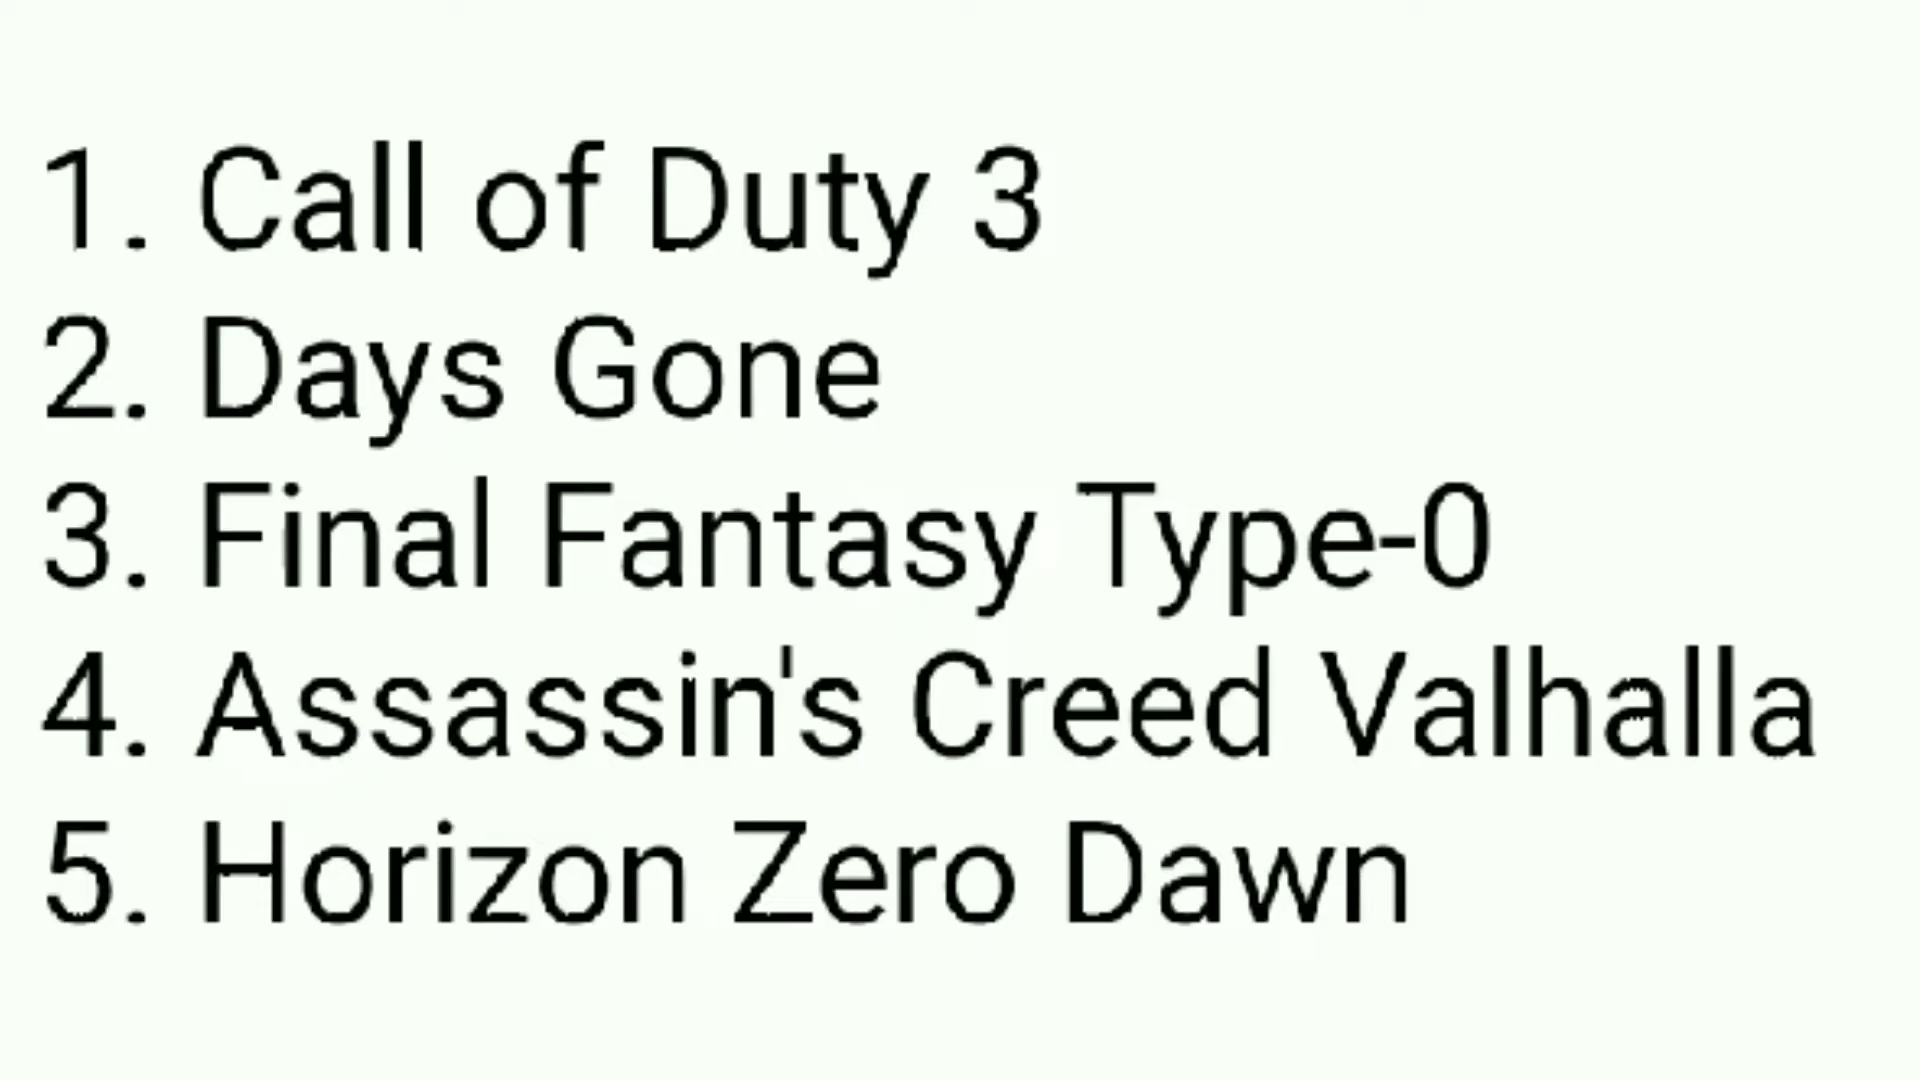 1. Call of Duty 3
2. Days Gone
3. Final Fantasy Type-0
4. Assassin's Creed Valhalla
5. Horizon Zero Dawn